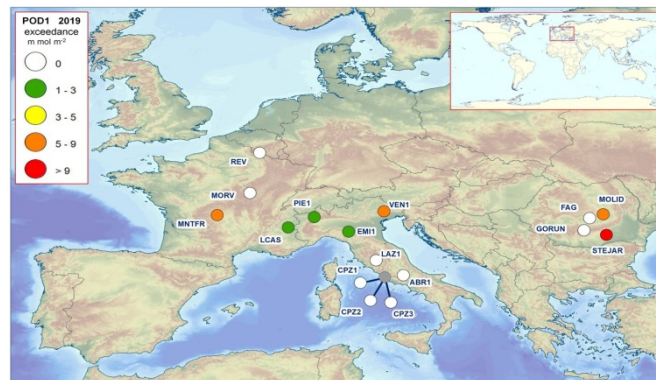 POD1 2019
exceedance
m mol m⁻²
0
1 - 3
3 - 5
5 - 9
> 9
REV
MORV
PIE1
VEN1
MOLID
FAG
MNTFR
GORUN
LCAS
EMI1
STEJAR
LAZ1
CPZ1
ABR1
CPZ2
CPZ3